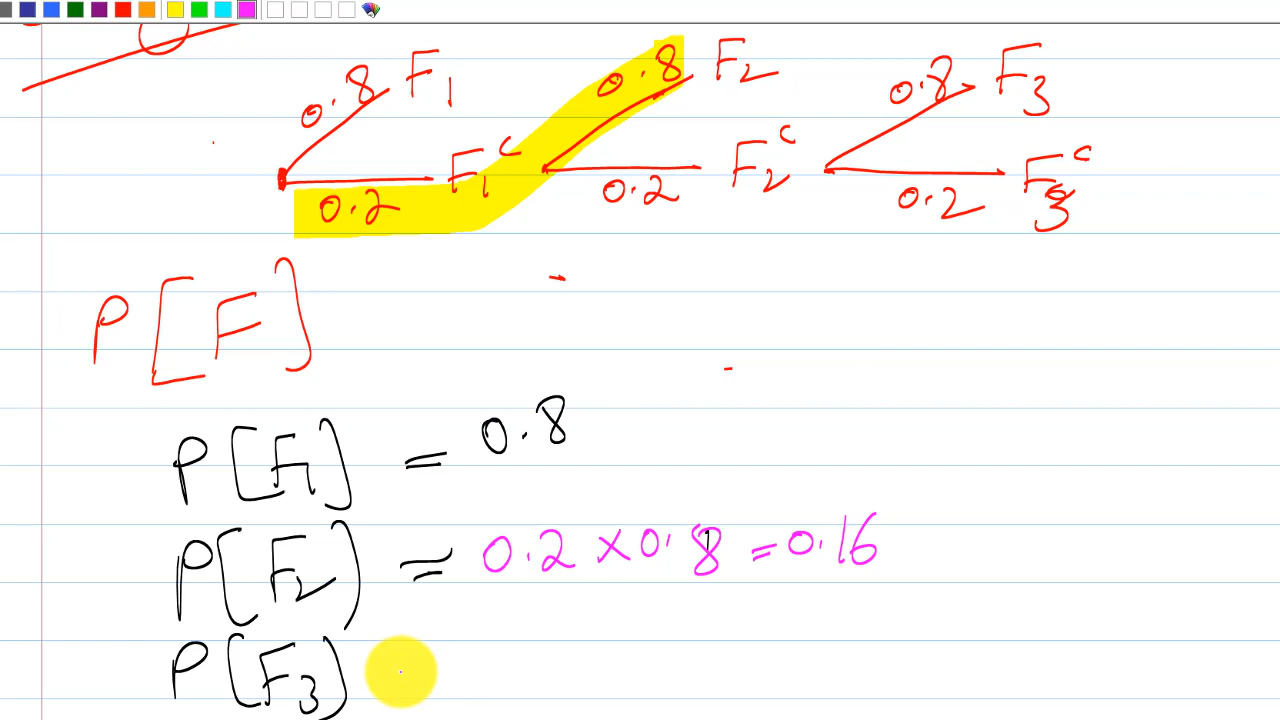 0.8 F₁ 0.8 F₂ 0.8 F₃
F₁ᶜ F₂ᶜ F₃ᶜ
0.2 0.2 0.2
P[F]
P[F₁] = 0.8
P[F₂] = 0.2 × 0.8 = 0.16
P[F₃]